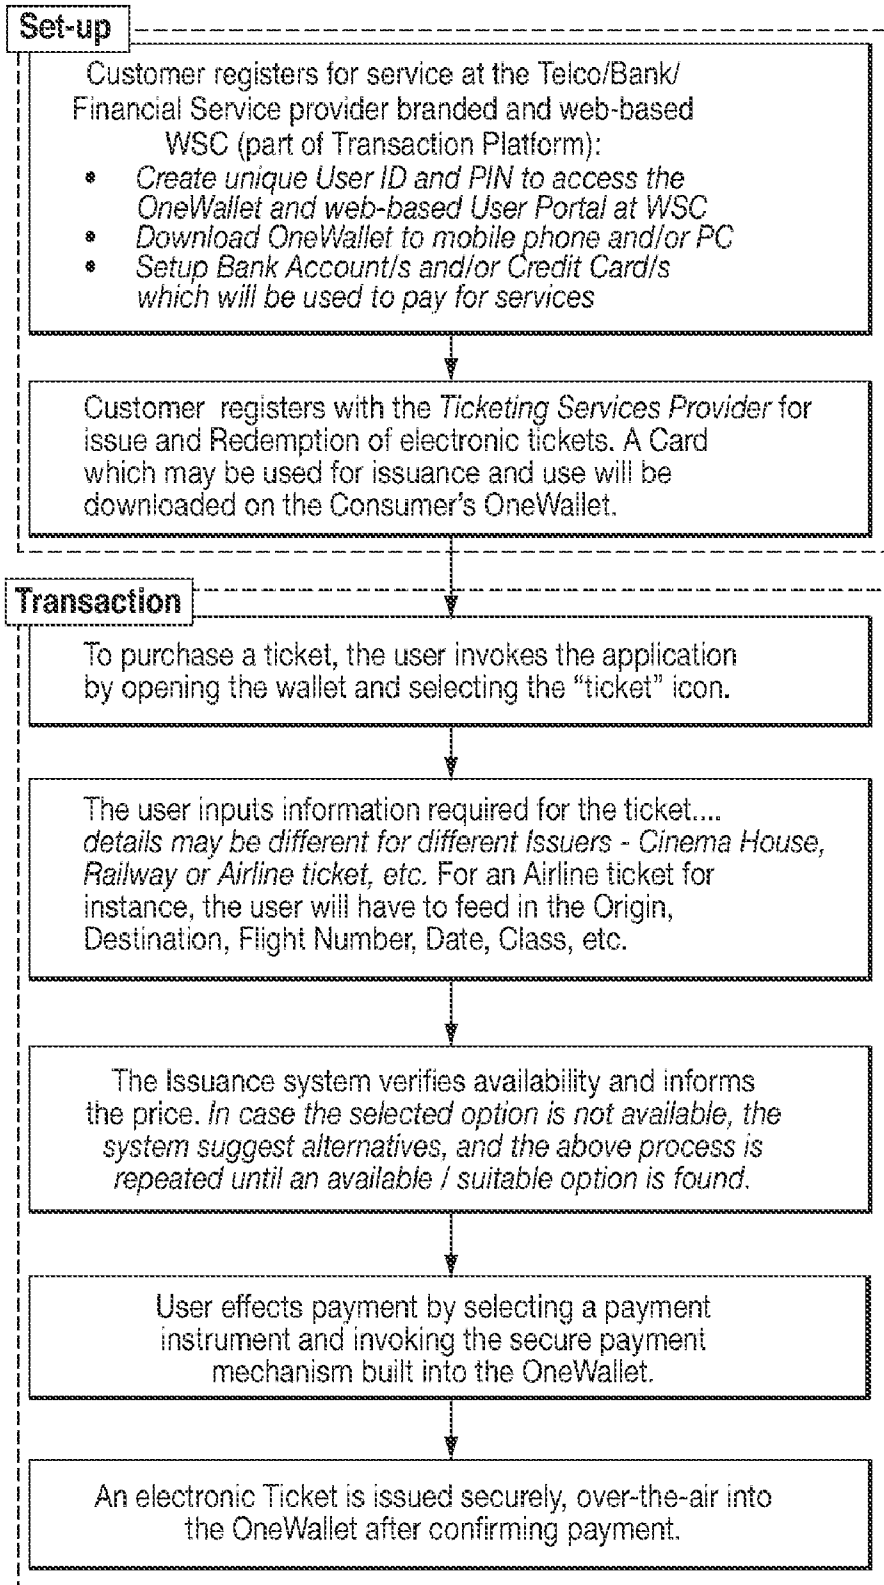 Set-up
Customer registers for service at the Telco/Bank/
Financial Service provider branded and web-based
WSC (part of Transaction Platform):
• Create unique User ID and PIN to access the
OneWallet and web-based User Portal at WSC
• Download OneWallet to mobile phone and/or PC
• Setup Bank Account/s and/or Credit Card/s
which will be used to pay for services
Customer registers with the Ticketing Services Provider for
issue and Redemption of electronic tickets. A Card
which may be used for issuance and use will be
downloaded on the Consumer's OneWallet.
Transaction
To purchase a ticket, the user invokes the application
by opening the wallet and selecting the “ticket” icon.
The user inputs information required for the ticket....
details may be different for different Issuers - Cinema House,
Railway or Airline ticket, etc. For an Airline ticket for
instance, the user will have to feed in the Origin,
Destination, Flight Number, Date, Class, etc.
The Issuance system verifies availability and informs
the price. In case the selected option is not available, the
system suggest alternatives, and the above process is
repeated until an available / suitable option is found.
User effects payment by selecting a payment
instrument and invoking the secure payment
mechanism built into the OneWallet.
An electronic Ticket is issued securely, over-the-air into
the OneWallet after confirming payment.